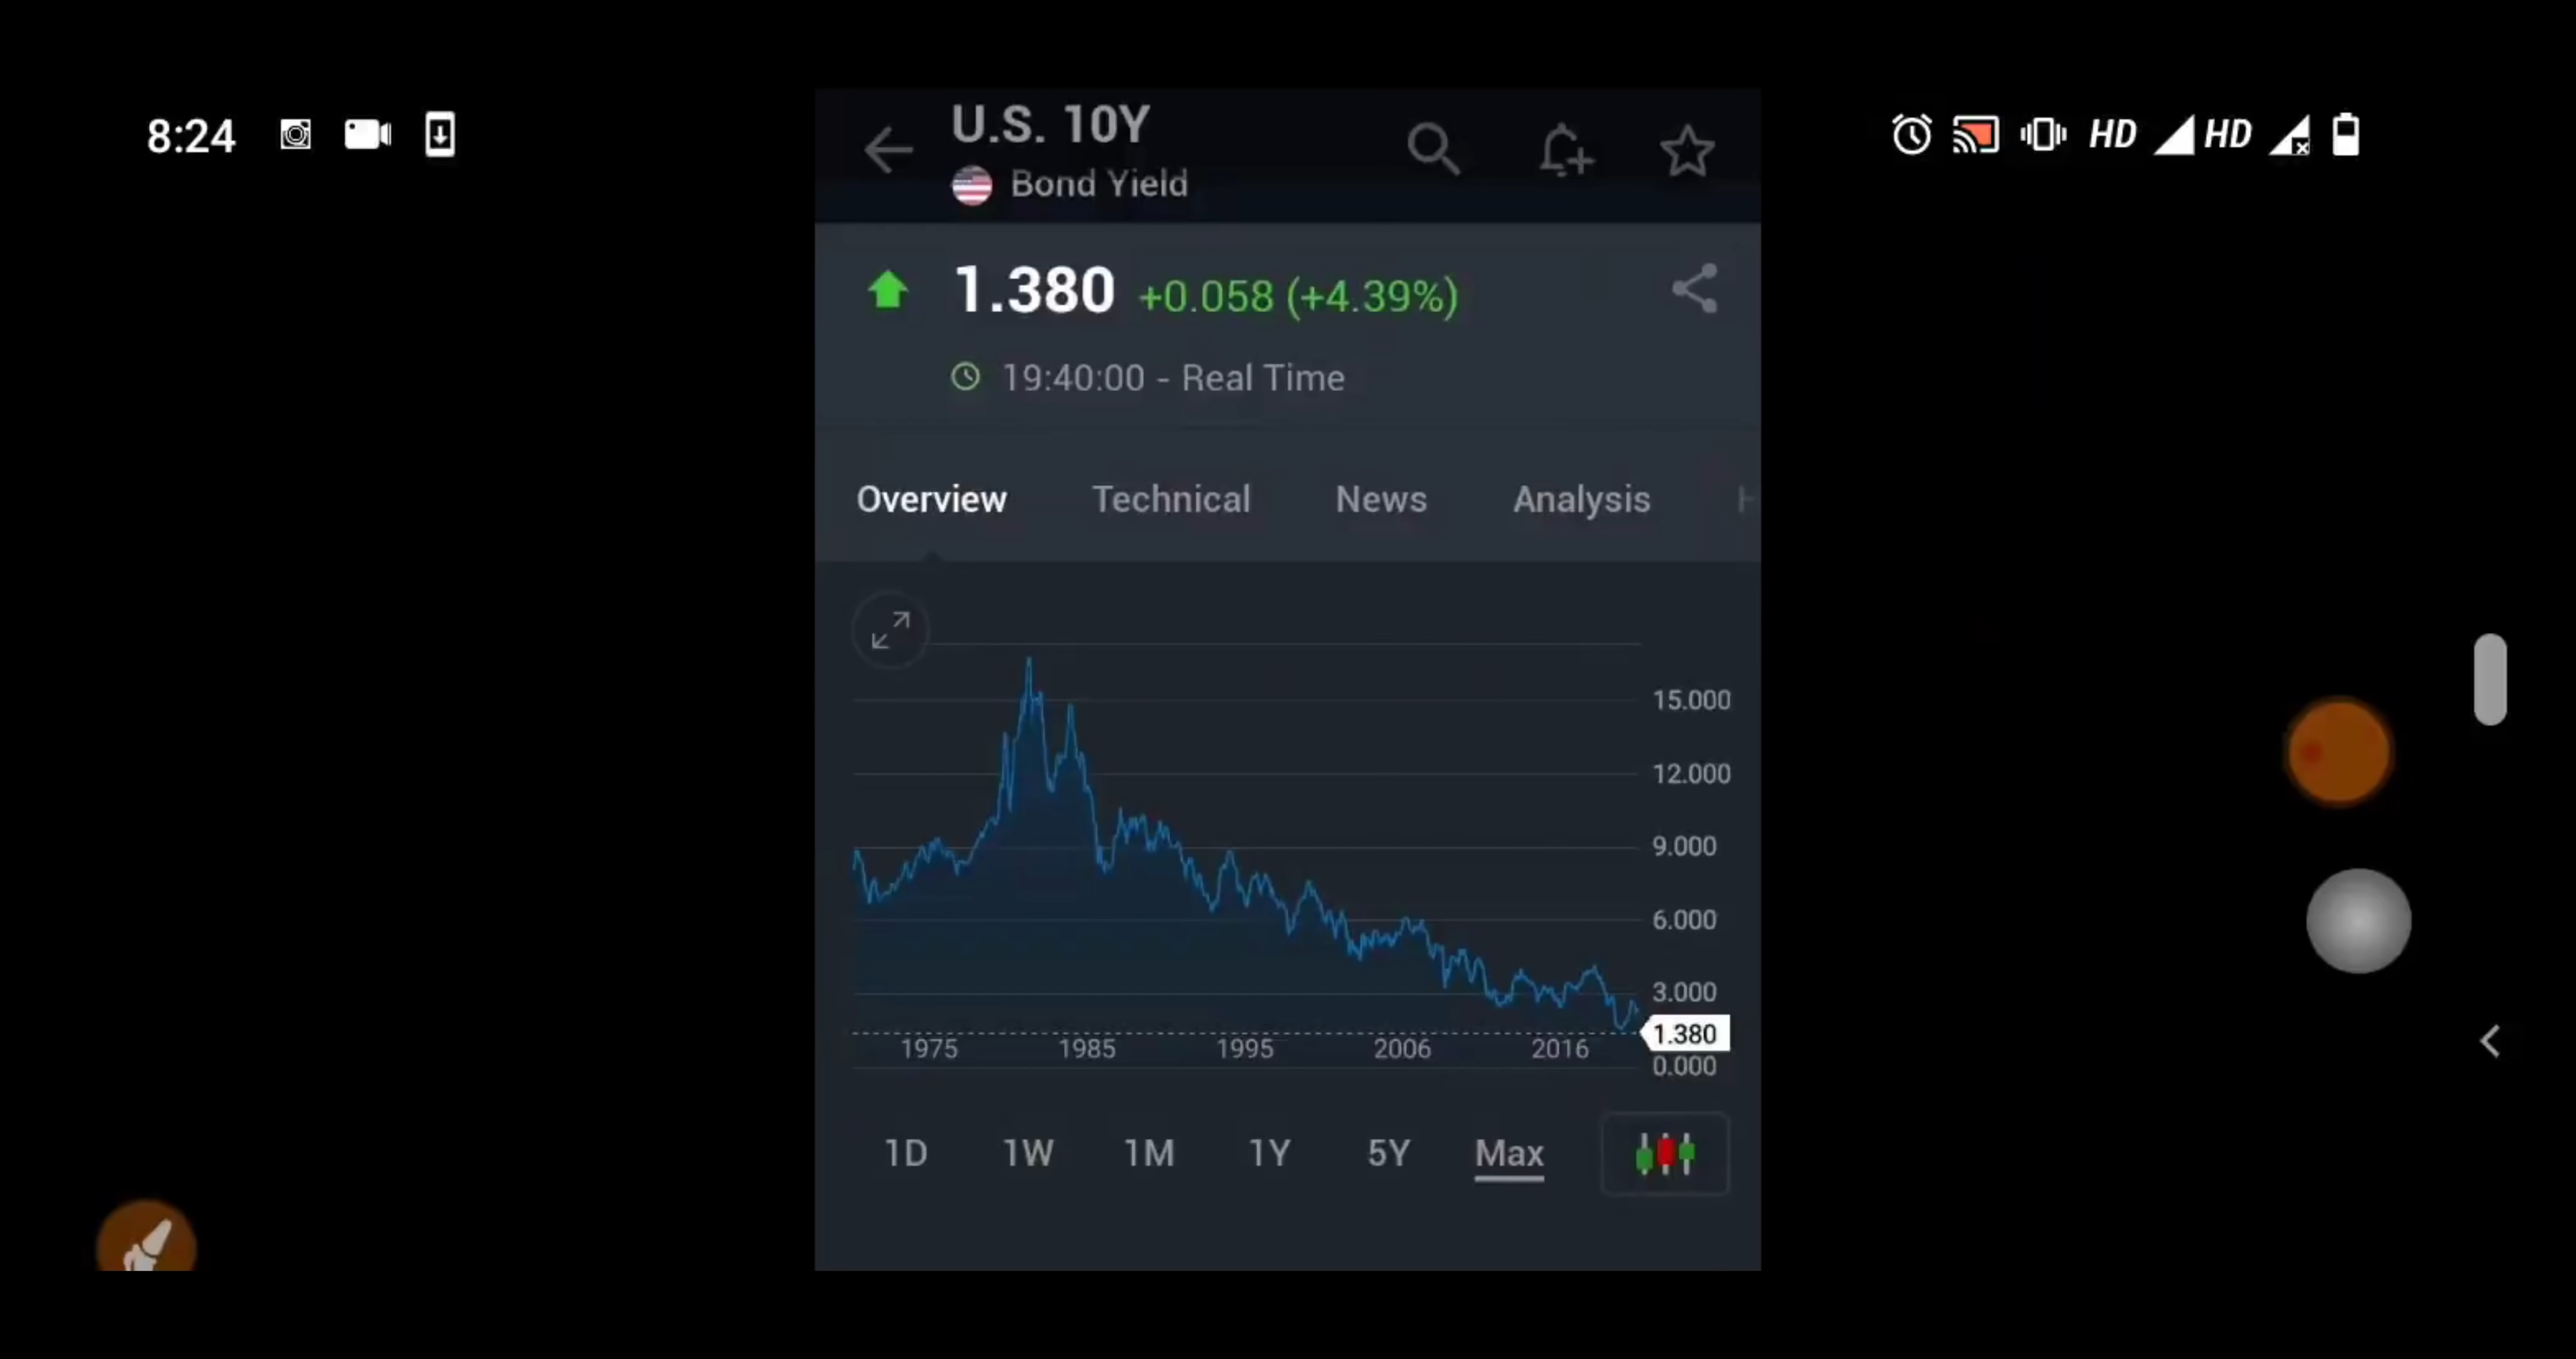 8:24
HD HD
U.S. 10Y
Bond Yield
1.380 +0.058 (+4.39%)
19:40:00 - Real Time
Overview Technical News Analysis
15.000
12.000
9.000
6.000
3.000
1.380
1975 1985 1995 2006 2016
0.000
1D 1W 1M 1Y 5Y Max